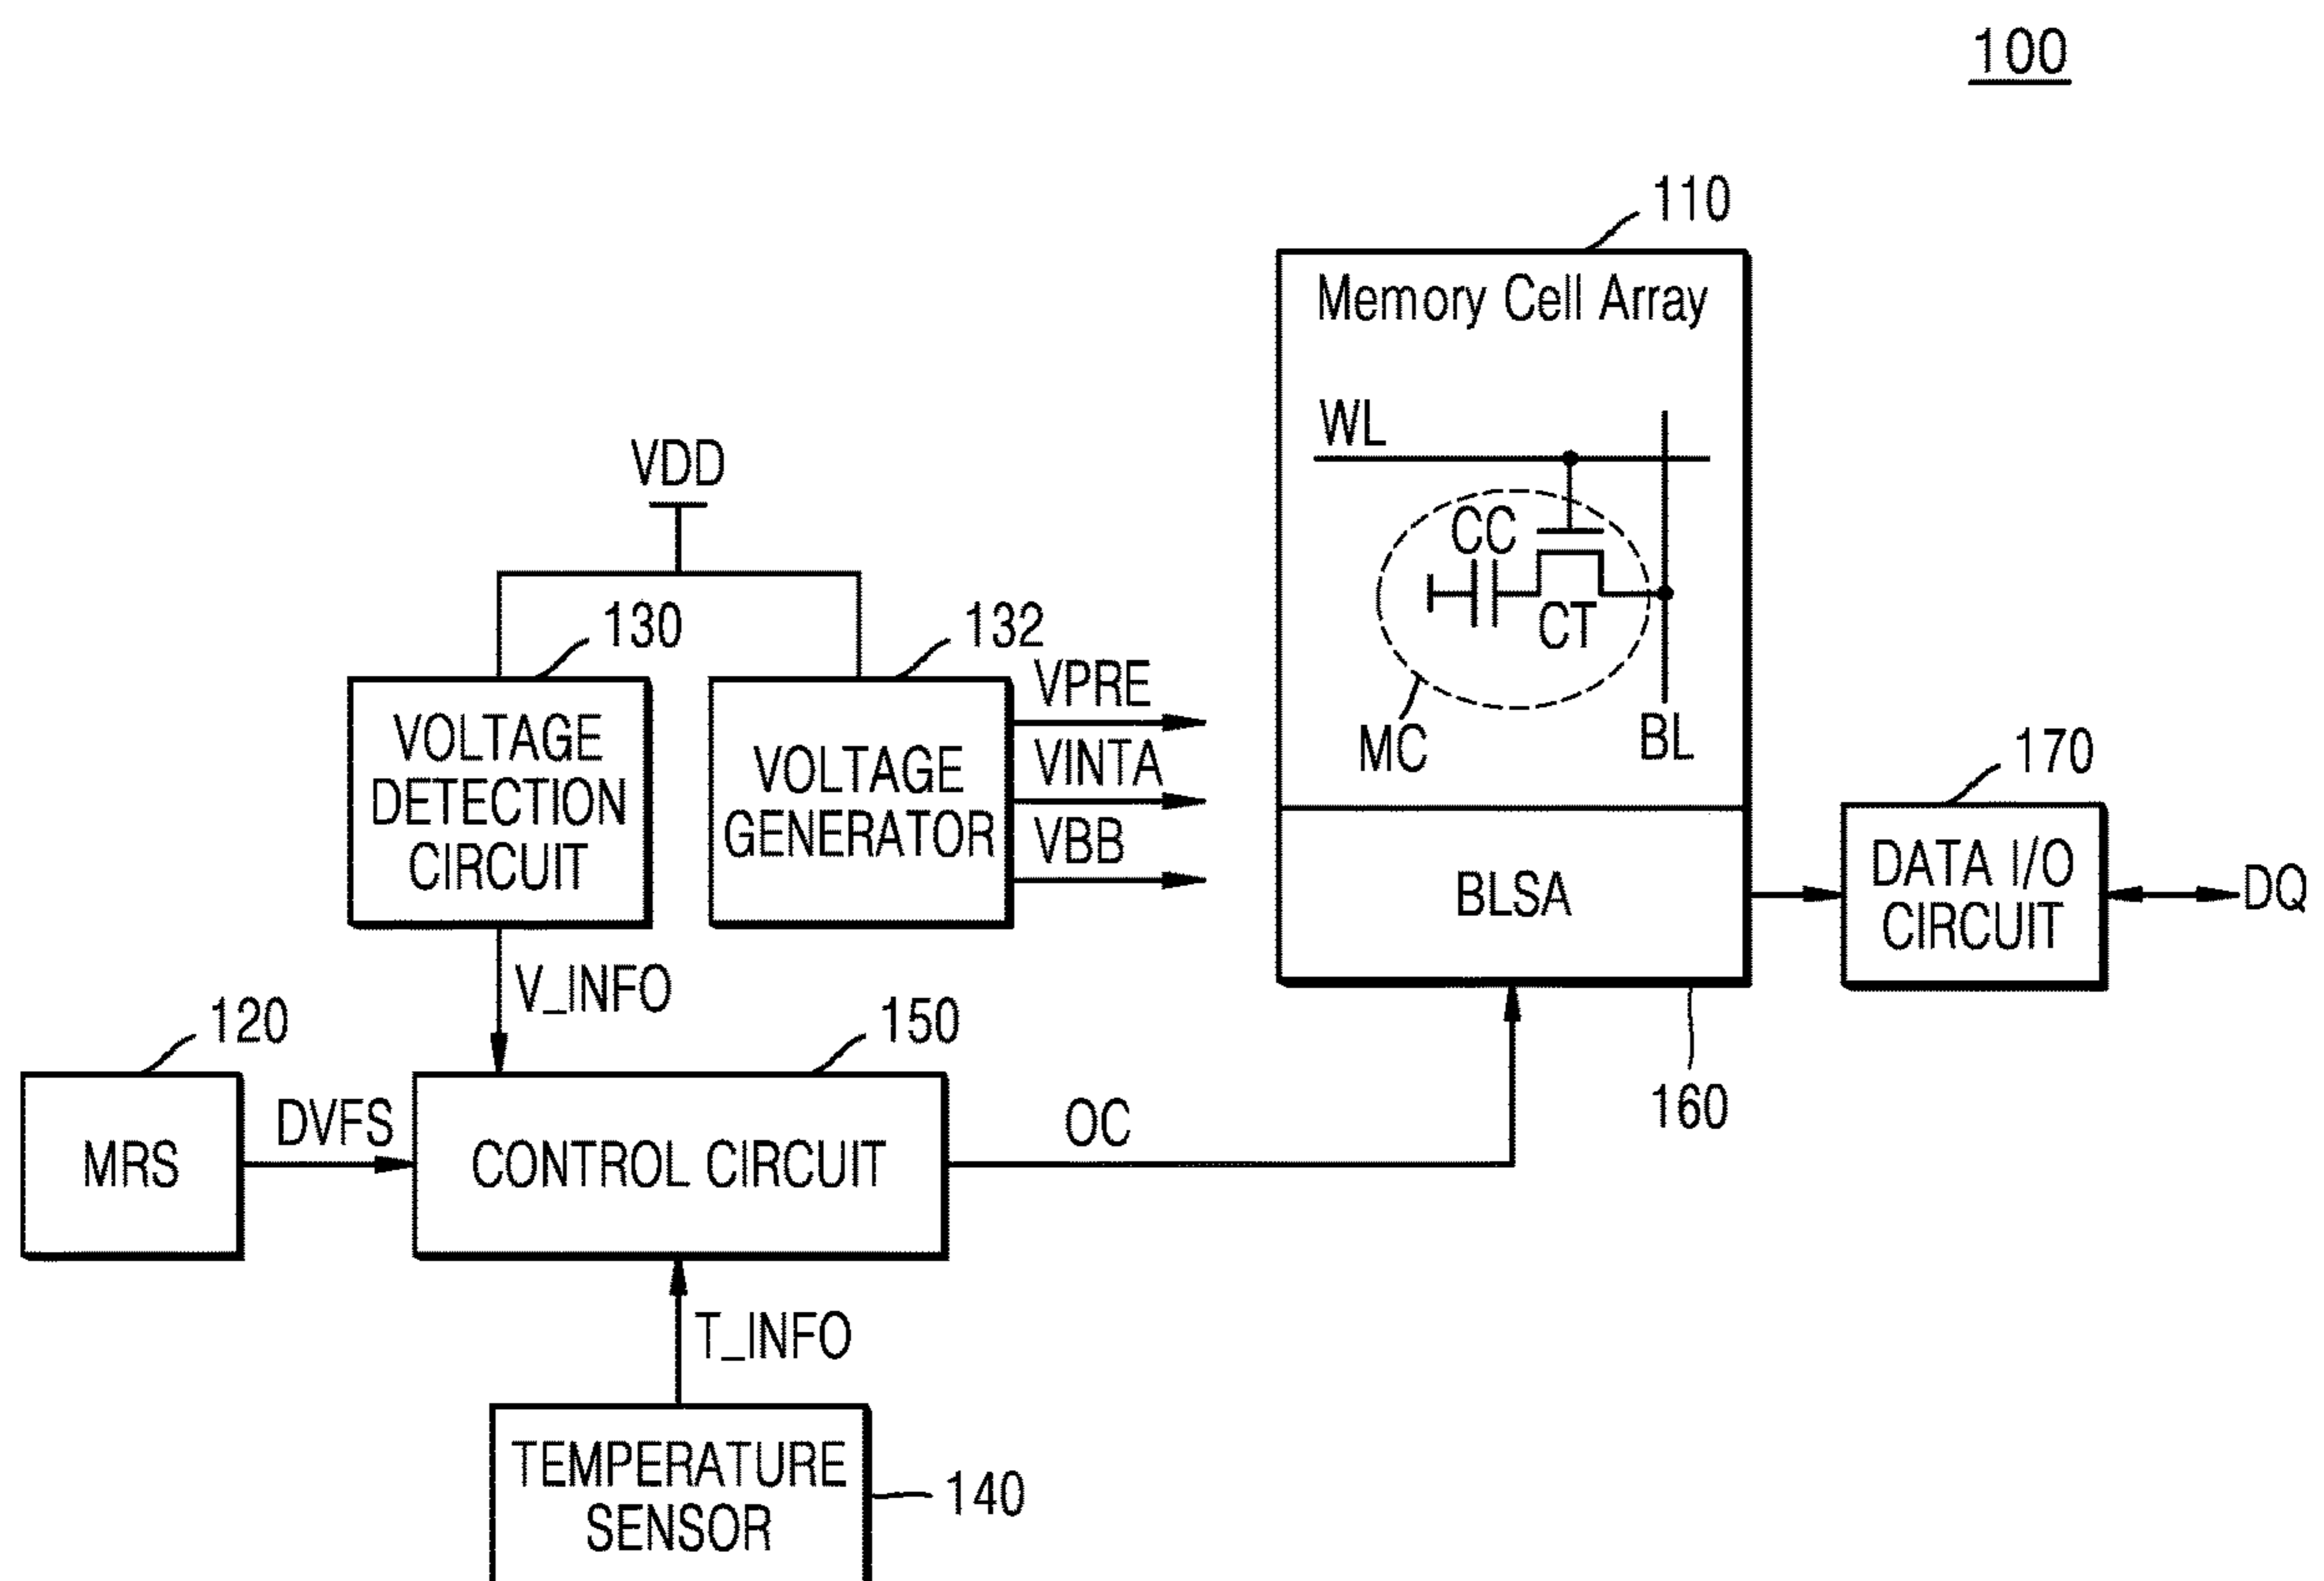 100
110
Memory Cell Array
WL
CC
CT
MC
BL
VDD
130
132
VOLTAGE
DETECTION
CIRCUIT
VOLTAGE
GENERATOR
VPRE
VINTA
VBB
BLSA
170
DATA I/O
CIRCUIT
DQ
V_INFO
120
150
160
MRS
DVFS
CONTROL CIRCUIT
OC
T_INFO
TEMPERATURE
SENSOR
140